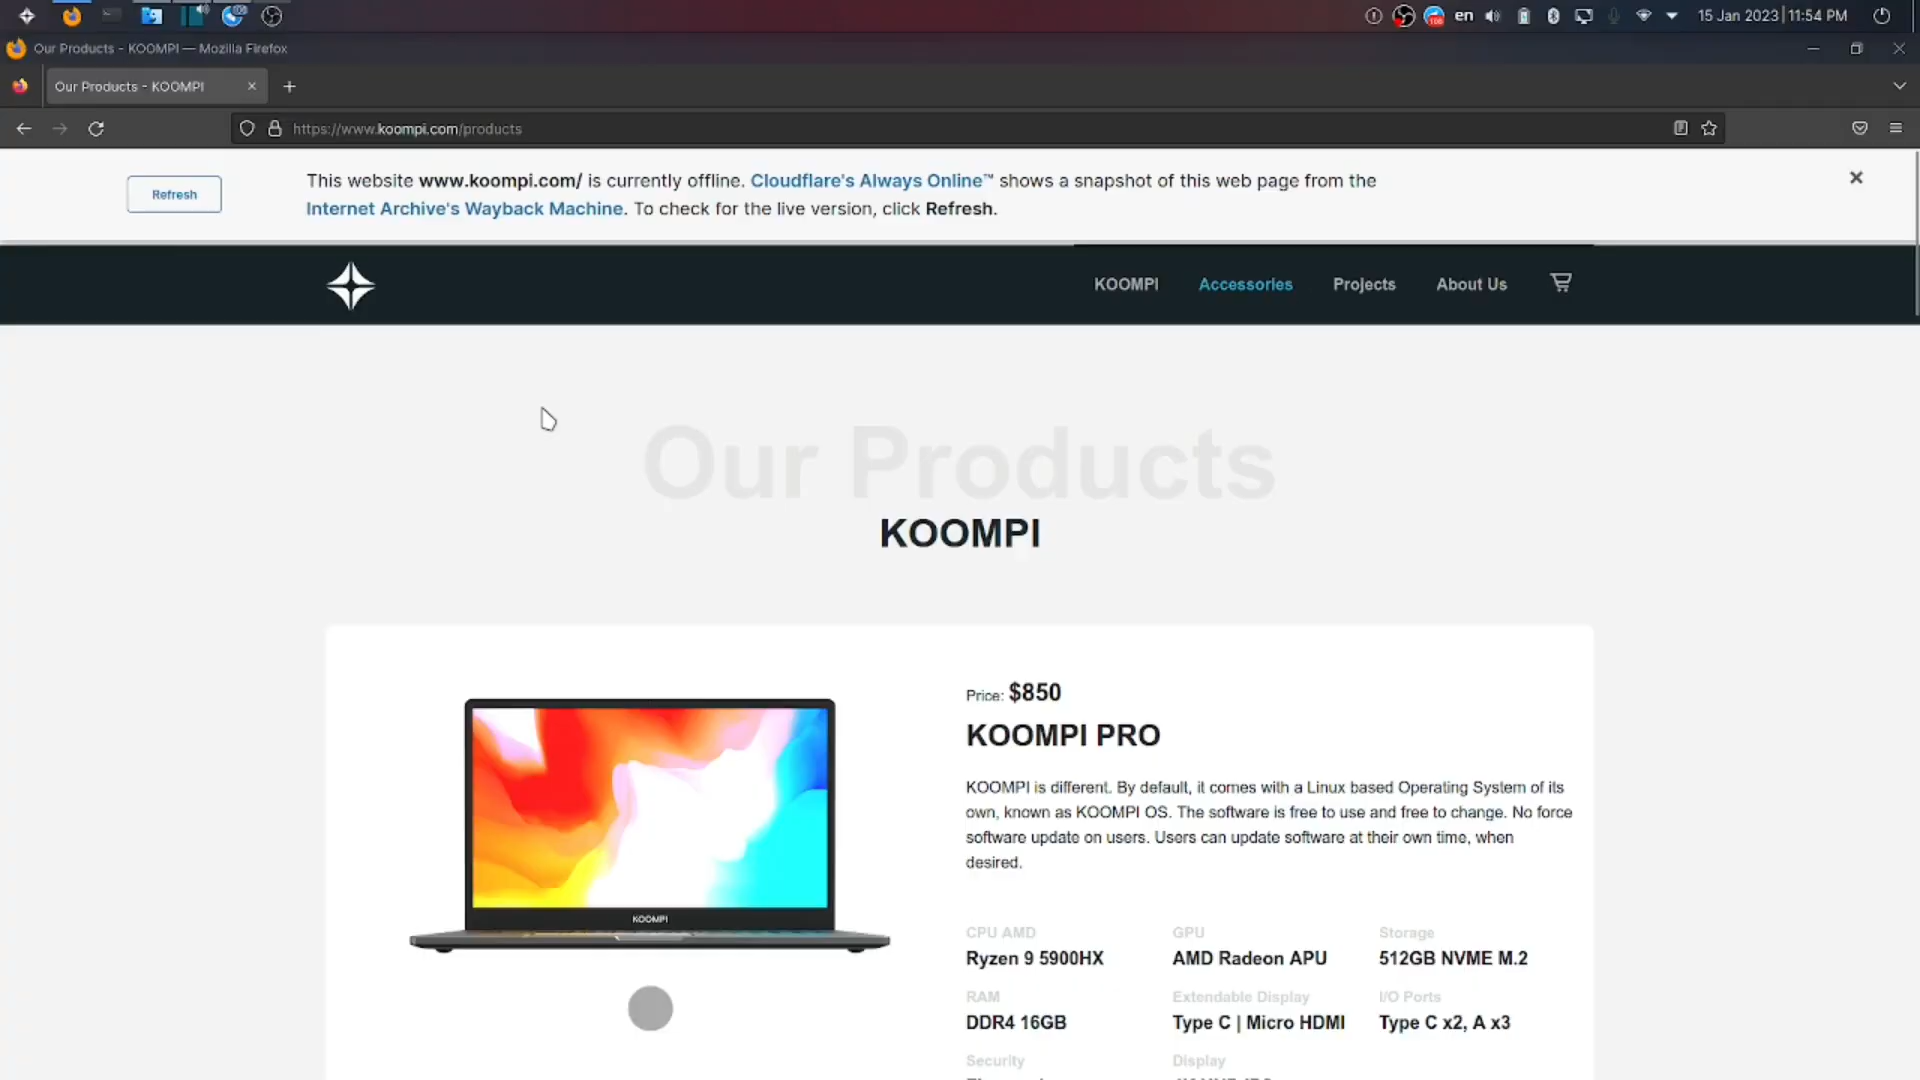 en
15 Jan 2023 11:54 PM
Our Products - KOOMPI — Mozilla Firefox
Our Products - KOOMPI
https://www.koompi.com/products
Refresh
This website www.koompi.com/ is currently offline. Cloudflare's Always Online™ shows a snapshot of this web page from the
Internet Archive's Wayback Machine. To check for the live version, click Refresh.
KOOMPI
Accessories
Projects
About Us
Our Products
KOOMPI
KOOMPI
Price: $850
KOOMPI PRO
KOOMPI is different. By default, it comes with a Linux based Operating System of its
own, known as KOOMPI OS. The software is free to use and free to change. No force
software update on users. Users can update software at their own time, when
desired.
CPU AMD
Ryzen 9 5900HX
GPU
AMD Radeon APU
Storage
512GB NVME M.2
RAM
DDR4 16GB
Extendable Display
Type C | Micro HDMI
I/O Ports
Type C x2, A x3
Security
Display